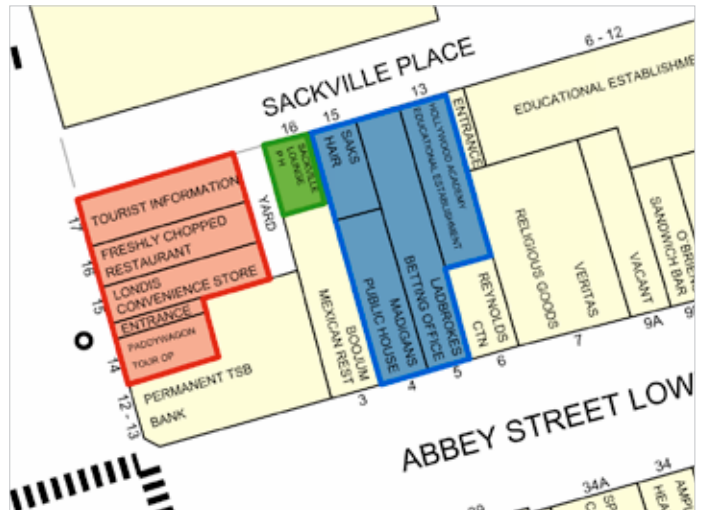 6 - 12
SACKVILLE PLACE
13
15
16
ENTRANCE
EDUCATIONAL ESTABLISHME
HOLLYWOOD ACADEMY
EDUCATIONAL ESTABLISHMENT
SAKS
HAIR
SACKVILLE
LOUNGE
P H
YARD
17
TOURIST INFORMATION
16
FRESHLY CHOPPED
RESTAURANT
15
LONDIS
CONVENIENCE STORE
ENTRANCE
14
PADDYWAGON
TOUR OP
12 - 13
PERMANENT TSB
BANK
BOOJUM
MEXICAN REST
3
MADIGANS
PUBLIC HOUSE
4
LADBROKES
BETTING OFFICE
5
REYNOLDS
CTN
6
RELIGIOUS GOODS
VERITAS
7
VACANT
9A
SANDWICH BAR
O'BRIEN
ABBEY STREET LOW
34A
34